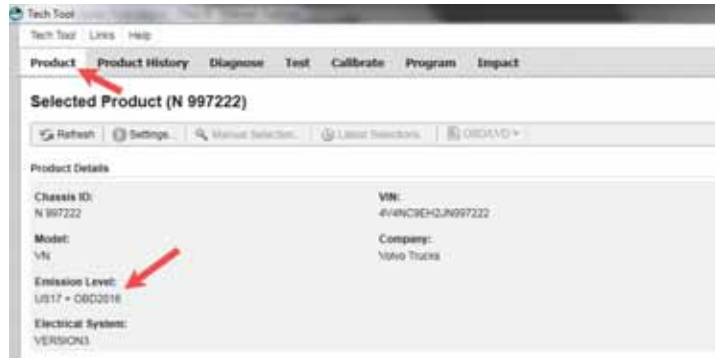 Tech Tool
Tech Tool Links Help
Product Product History Diagnose Test Calibrate Program Impact
Selected Product (N 997222)
Refresh Settings... Manual Selection... Latest Selections OBD/LVD
Product Details
Chassis ID: VIN:
N 997222 4V4NC9EH2JN997222
Model: Company:
VN Volvo Trucks
Emission Level:
US17 + OBD2016
Electrical System:
VERSION3